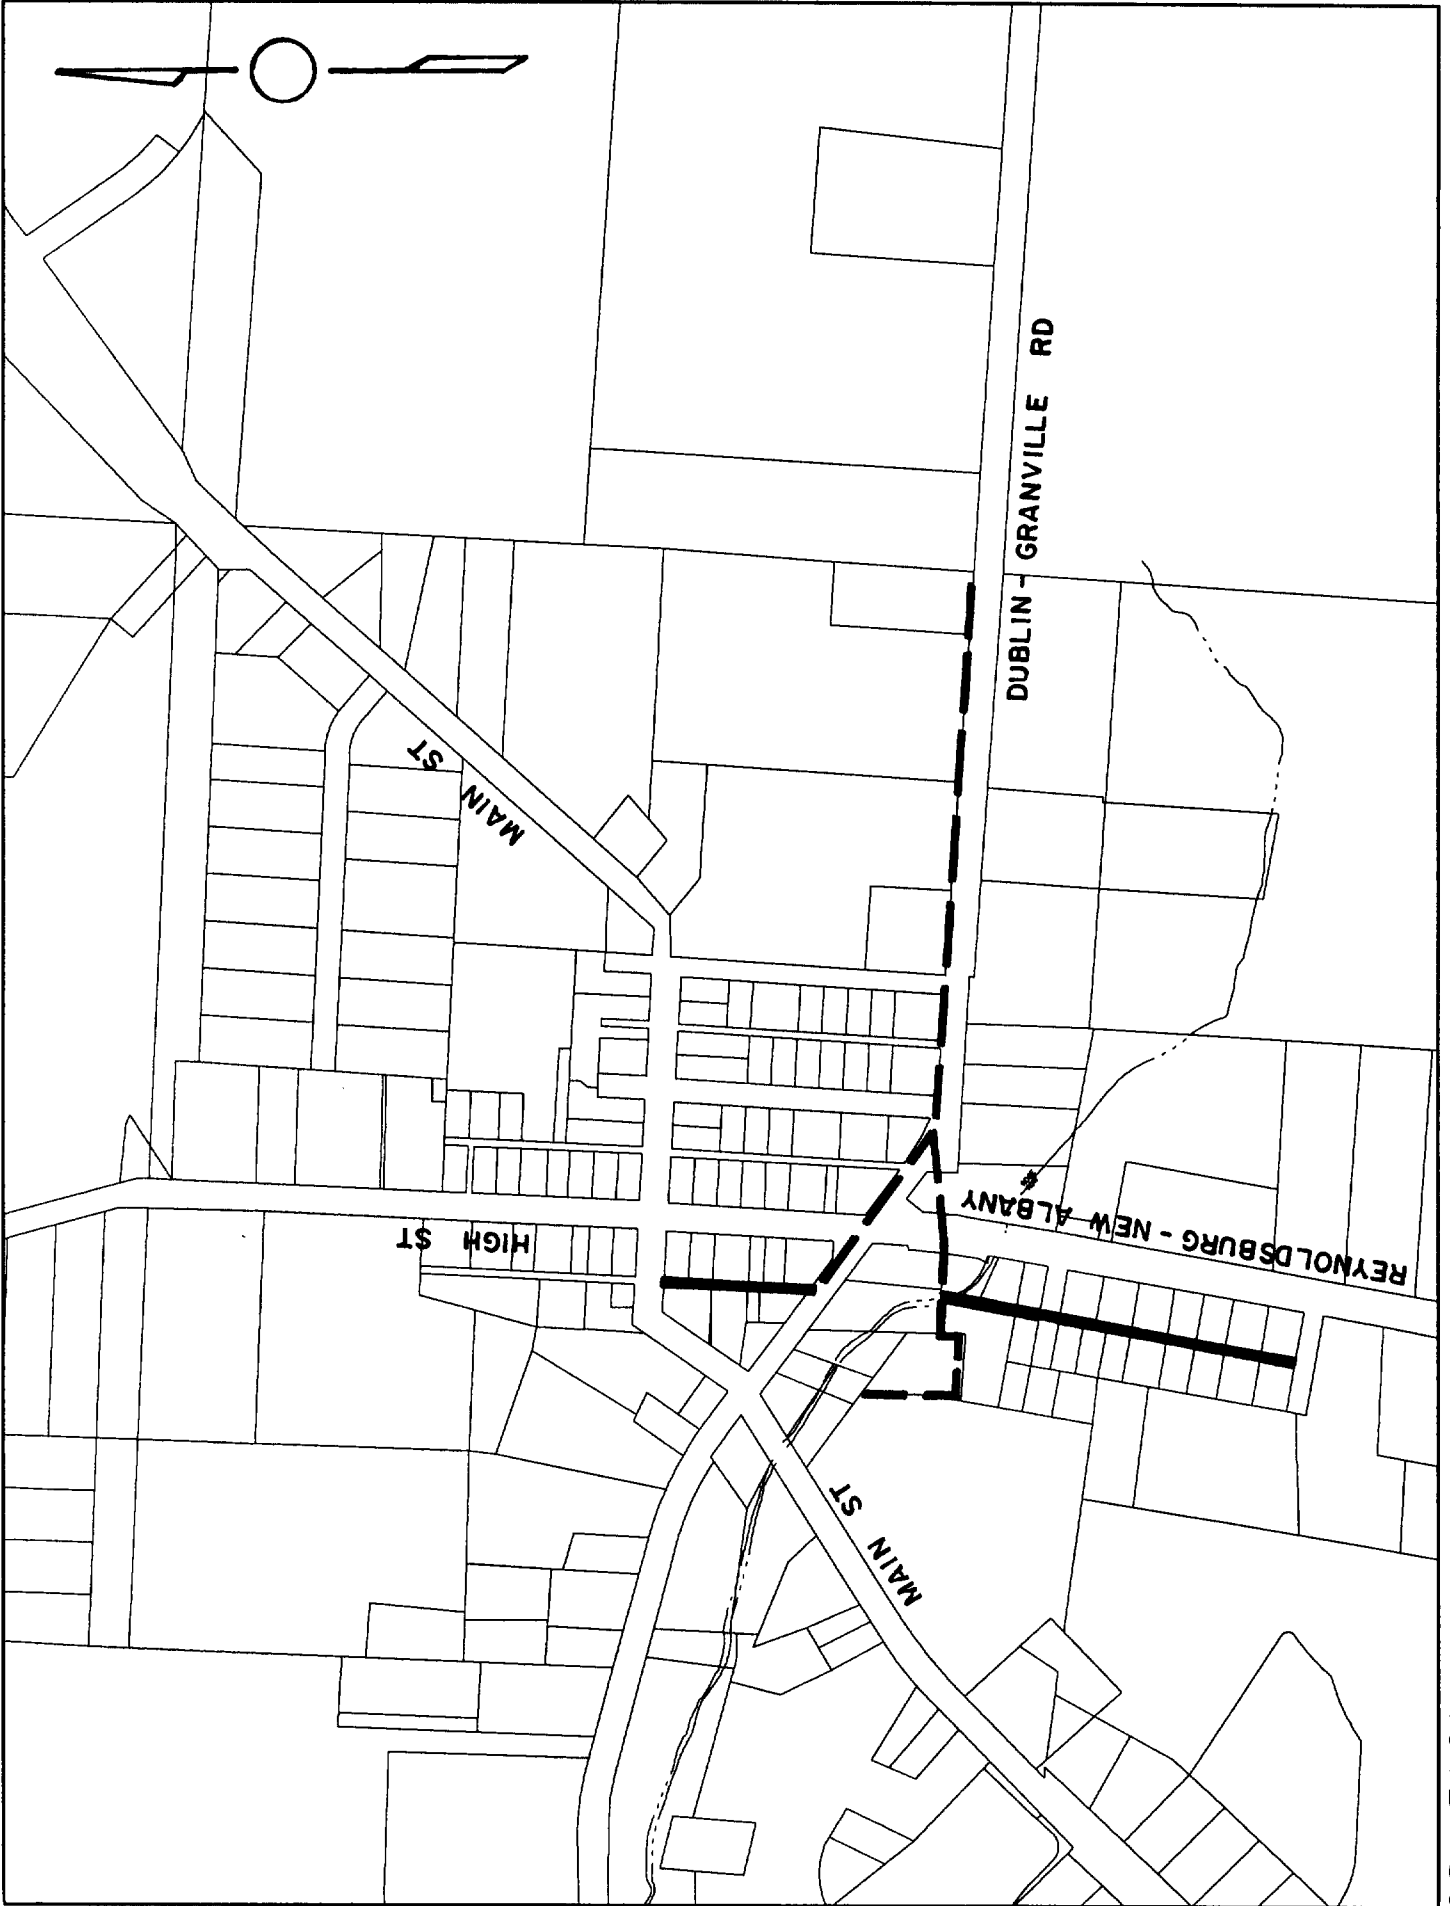 MAIN ST
DUBLIN - GRANVILLE RD
HIGH ST
REYNOLDSBURG - NEW ALBANY
MAIN ST